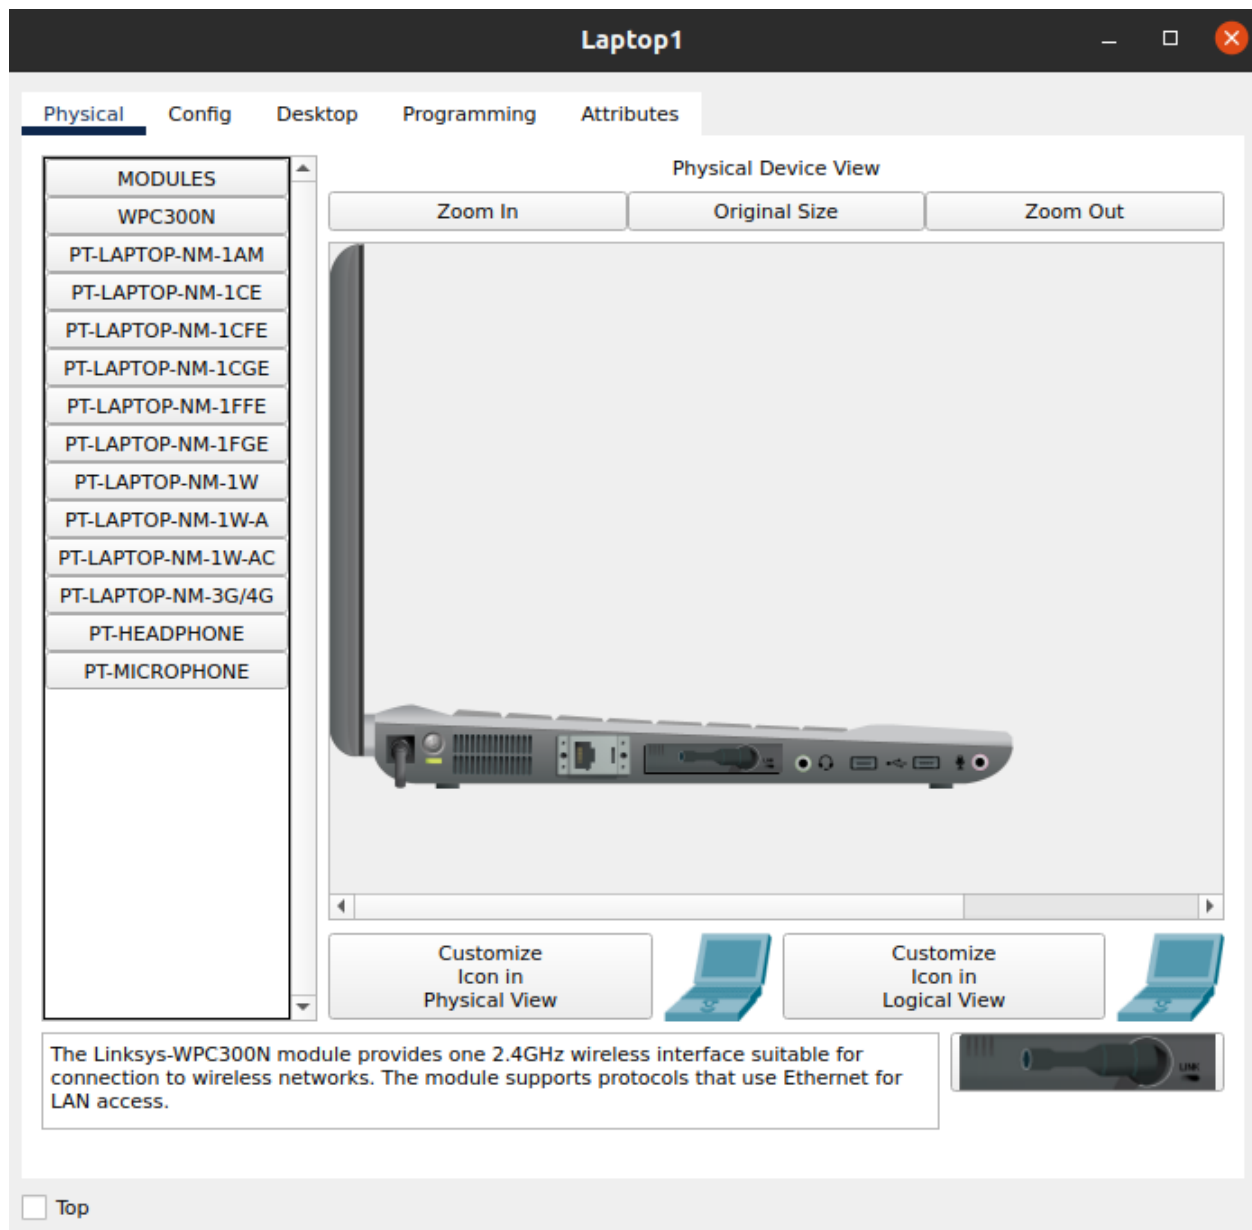 Laptop1
Physical
Config
Desktop
Programming
Attributes
MODULES
WPC300N
PT-LAPTOP-NM-1AM
PT-LAPTOP-NM-1CE
PT-LAPTOP-NM-1CFE
PT-LAPTOP-NM-1CGE
PT-LAPTOP-NM-1FFE
PT-LAPTOP-NM-1FGE
PT-LAPTOP-NM-1W
PT-LAPTOP-NM-1W-A
PT-LAPTOP-NM-1W-AC
PT-LAPTOP-NM-3G/4G
PT-HEADPHONE
PT-MICROPHONE
Physical Device View
Zoom In
Original Size
Zoom Out
Customize
Icon in
Physical View
Customize
Icon in
Logical View
The Linksys-WPC300N module provides one 2.4GHz wireless interface suitable for
connection to wireless networks. The module supports protocols that use Ethernet for
LAN access.
LINK
Top